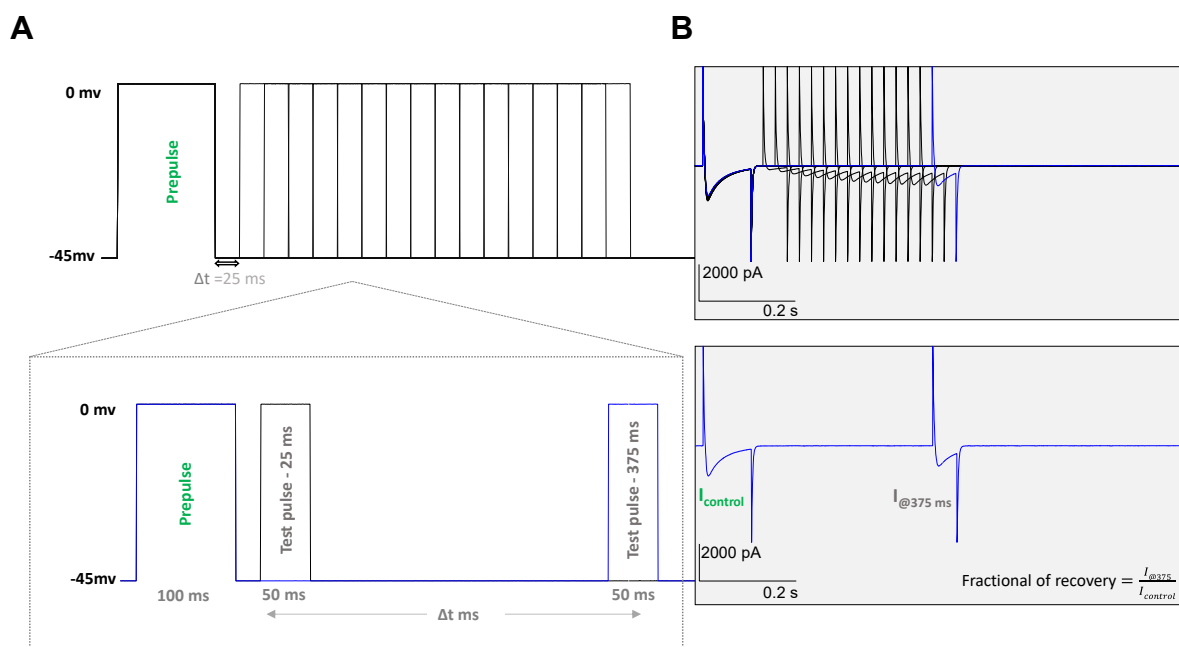 A
B
0 mv
Prepulse
-45mv
Δt =25 ms
2000 pA
0.2 s
0 mv
Prepulse
Test pulse - 25 ms
Test pulse - 375 ms
-45mv
100 ms
50 ms
50 ms
Δt ms
Icontrol
I@375 ms
2000 pA
0.2 s
Fractional of recovery = I@375 / Icontrol